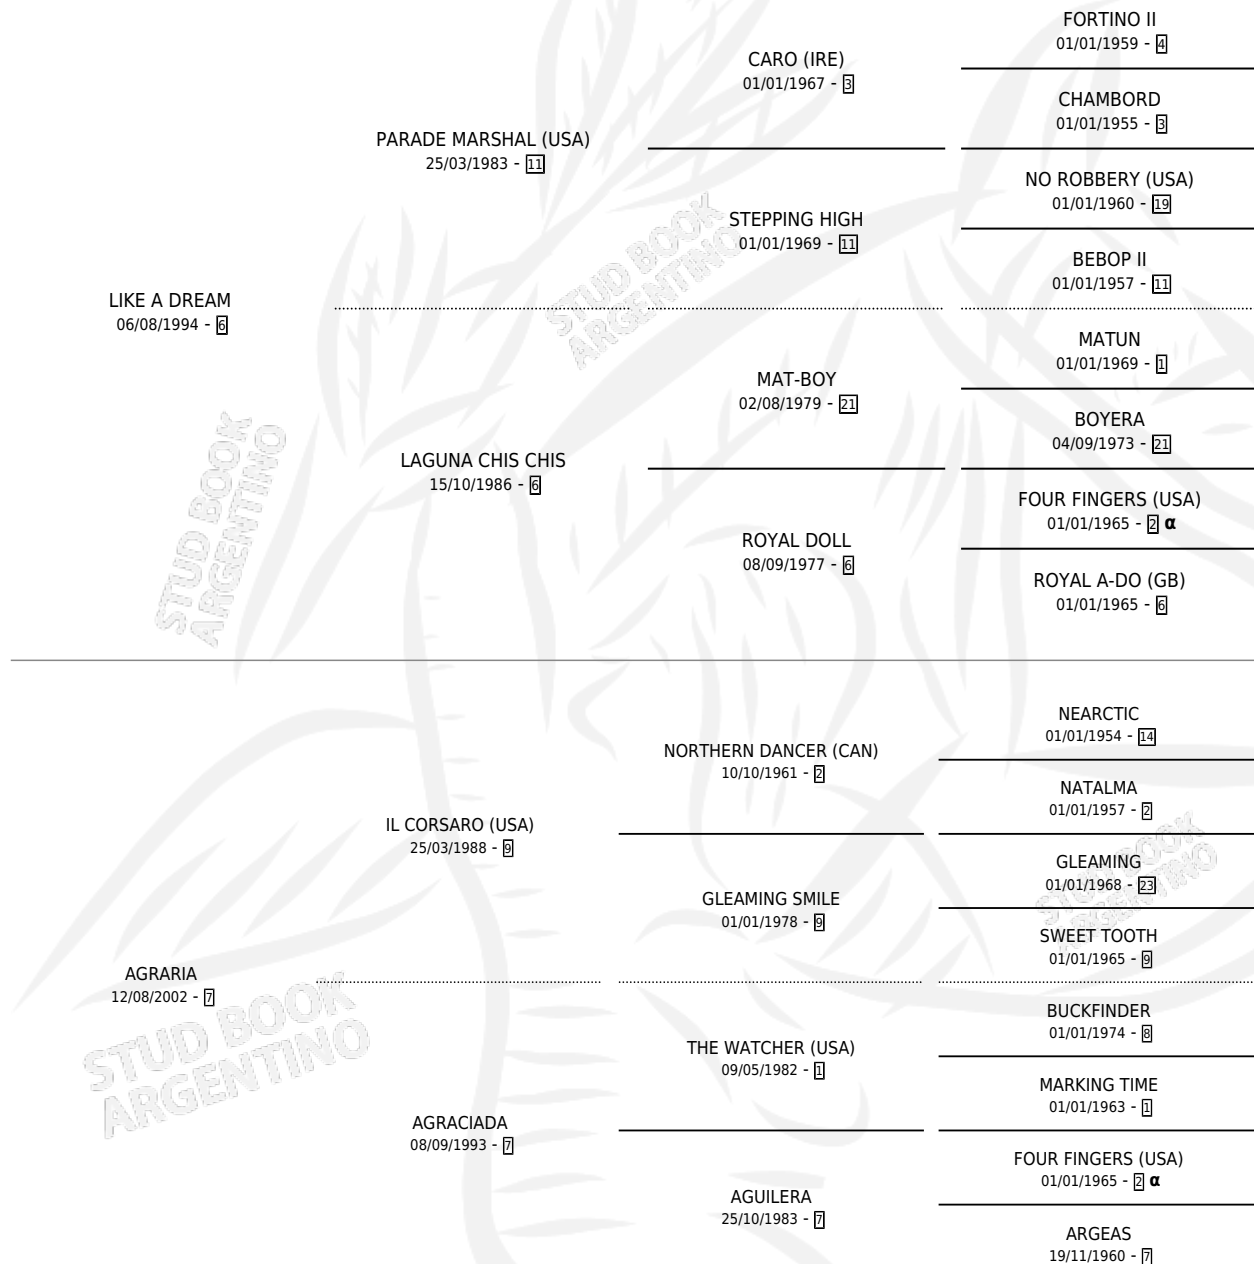 FORTINO II
01/01/1959 - 4
CARO (IRE)
01/01/1967 - 3
CHAMBORD
01/01/1955 - 3
PARADE MARSHAL (USA)
25/03/1983 - 11
NO ROBBERY (USA)
01/01/1960 - 19
STEPPING HIGH
01/01/1969 - 11
BEBOP II
01/01/1957 - 11
LIKE A DREAM
06/08/1994 - 6
MATUN
01/01/1969 - 1
MAT-BOY
02/08/1979 - 21
BOYERA
04/09/1973 - 21
LAGUNA CHIS CHIS
15/10/1986 - 6
FOUR FINGERS (USA)
01/01/1965 - 2 α
ROYAL DOLL
08/09/1977 - 6
ROYAL A-DO (GB)
01/01/1965 - 6
NEARCTIC
01/01/1954 - 14
NORTHERN DANCER (CAN)
10/10/1961 - 2
NATALMA
01/01/1957 - 2
IL CORSARO (USA)
25/03/1988 - 9
GLEAMING
01/01/1968 - 23
GLEAMING SMILE
01/01/1978 - 9
SWEET TOOTH
01/01/1965 - 9
AGRARIA
12/08/2002 - 7
BUCKFINDER
01/01/1974 - 8
THE WATCHER (USA)
09/05/1982 - 1
MARKING TIME
01/01/1963 - 1
AGRACIADA
08/09/1993 - 7
FOUR FINGERS (USA)
01/01/1965 - 2 α
AGUILERA
25/10/1983 - 7
ARGEAS
19/11/1960 - 7
STUD BOOK
ARGENTINO
STUD BOOK
ARGENTINO
STUD BOOK
ARGENTINO
STUD BOOK
ARGENTINO